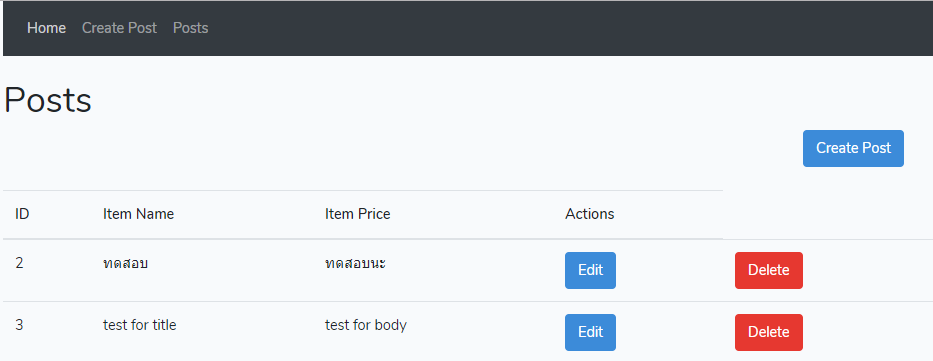 Home Create Post Posts
Posts
Create Post
ID Item Name Item Price Actions
2 ทดสอบ ทดสอบนะ Edit Delete
3 test for title test for body Edit Delete